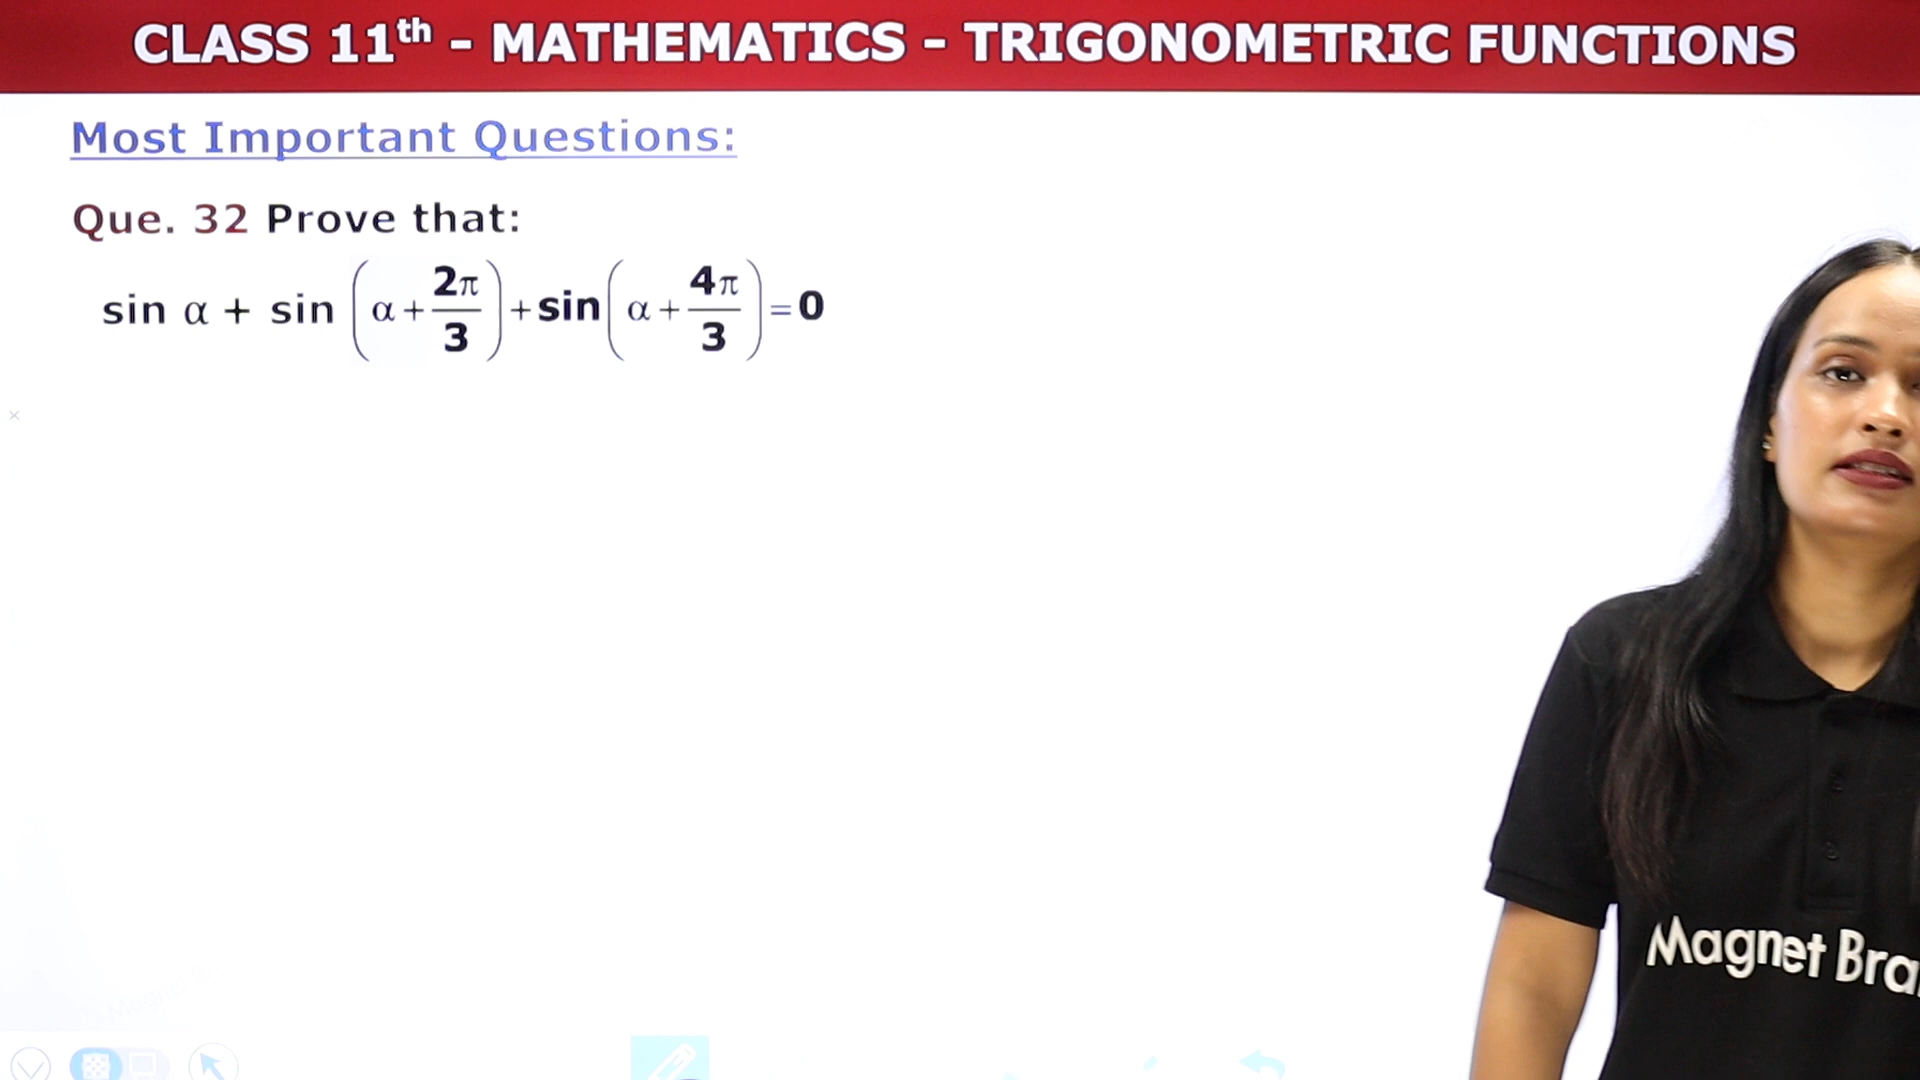 CLASS 11th - MATHEMATICS - TRIGONOMETRIC FUNCTIONS
Most Important Questions:
Que. 32 Prove that:
sin α + sin (α + 2π/3) + sin (α + 4π/3) = 0
Magnet